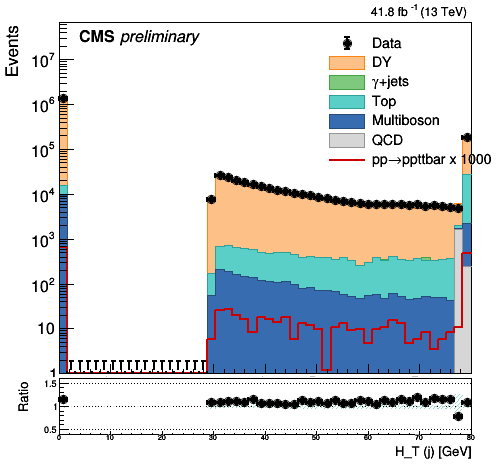 41.8 fb⁻¹ (13 TeV)
CMS preliminary
Events
10⁷
10⁶
10⁵
10⁴
10³
10²
10
1
Data
DY
γ+jets
Top
Multiboson
QCD
pp→ppttbar x 1000
Ratio
1.5
1
0.5
0 10 20 30 40 50 60 70 80
H_T (j) [GeV]